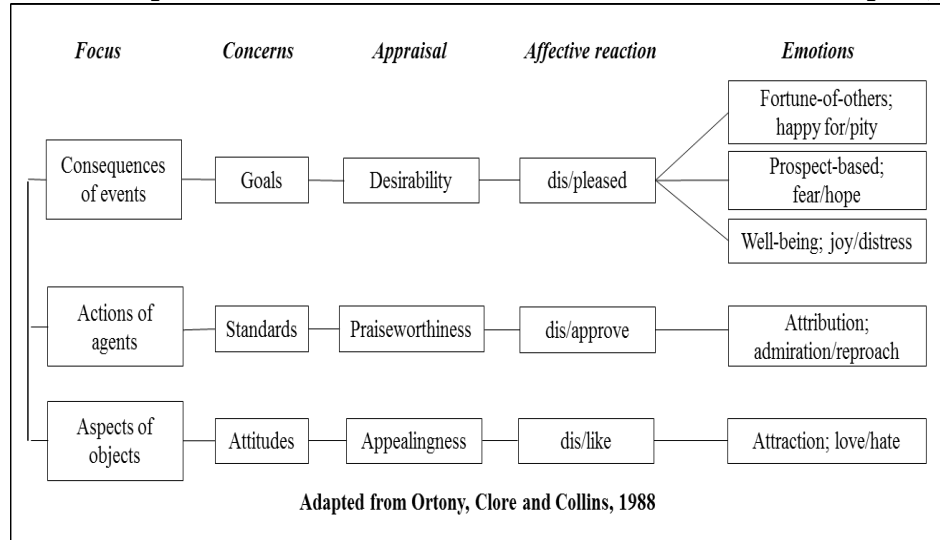 Focus Concerns Appraisal Affective reaction Emotions
Fortune-of-others;
happy for/pity
Consequences
of events
Goals
Desirability
dis/pleased
Prospect-based;
fear/hope
Well-being; joy/distress
Actions of
agents
Standards
Praiseworthiness
dis/approve
Attribution;
admiration/reproach
Aspects of
objects
Attitudes
Appealingness
dis/like
Attraction; love/hate
Adapted from Ortony, Clore and Collins, 1988